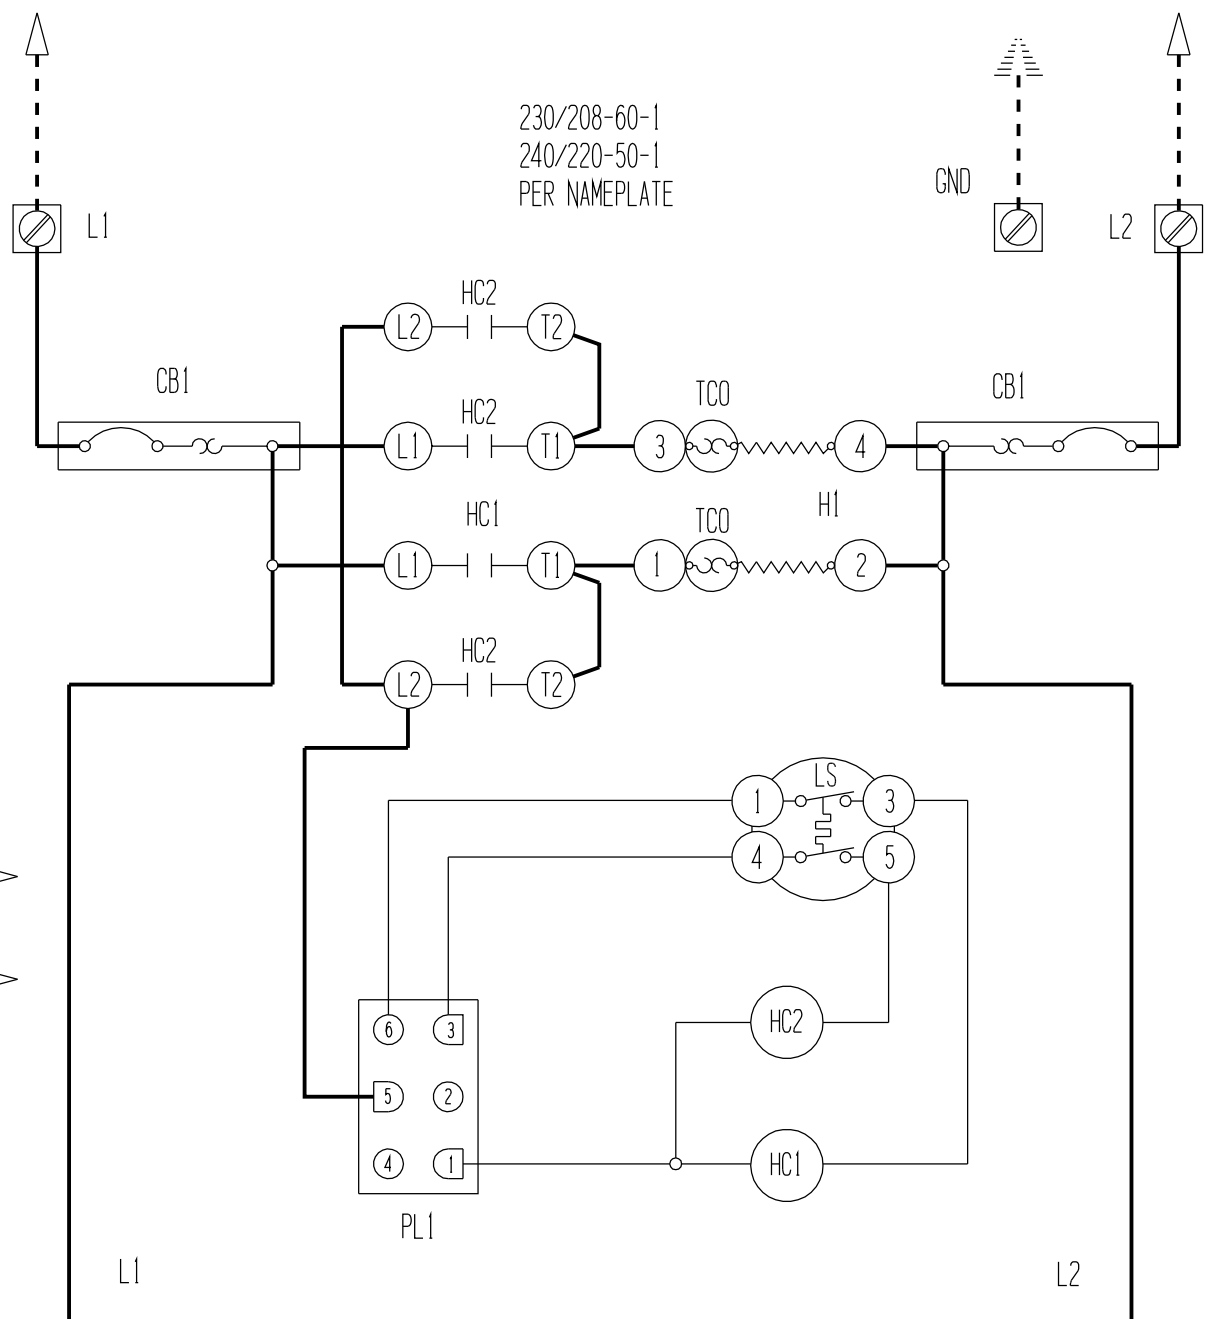 230/208-60-1
240/220-50-1
PER NAMEPLATE
GND
L1
L2
HC2
L2 T2
CB1
TCO
CB1
HC2
L1 T1 3 4
HC1
TCO
H1
L1 T1 1 2
HC2
L2 T2
LS
1 3
4 5
HC2
6 3
5 2
4 1
HC1
PL1
L1
L2